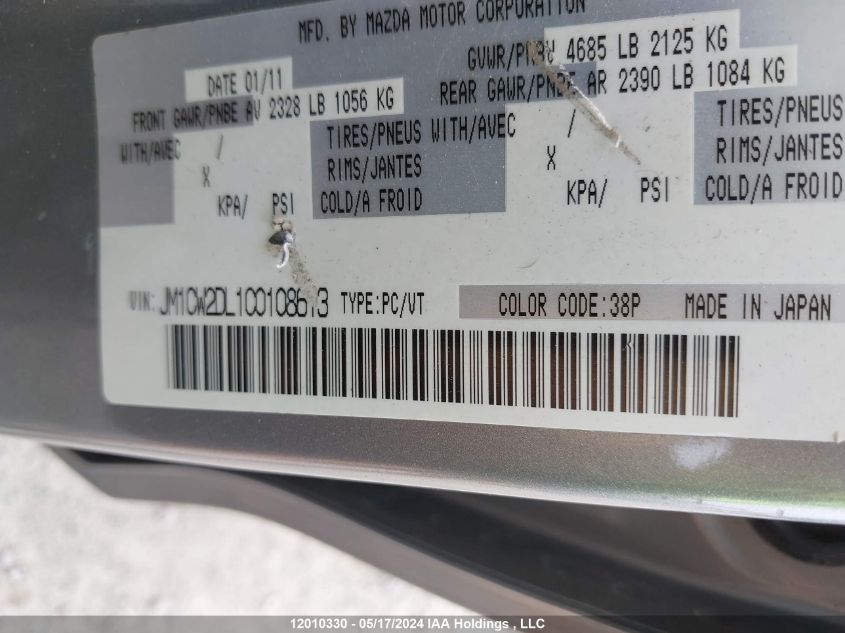 MFD. BY MAZDA MOTOR CORPORATION
DATE 01/11 GVWR/PNBV 4685 LB 2125 KG
FRONT GAWR/PNBE AV 2328 LB 1056 KG REAR GAWR/PNBE AR 2390 LB 1084 KG
WITH/AVEC / TIRES/PNEUS WITH/AVEC / TIRES/PNEUS
X RIMS/JANTES X RIMS/JANTES
KPA/ PSI COLD/A FROID KPA/ PSI COLD/A FROID
VIN: JM1CW2DL1C0108613 TYPE:PC/VT COLOR CODE:38P MADE IN JAPAN
12010330 - 05/17/2024 IAA Holdings , LLC